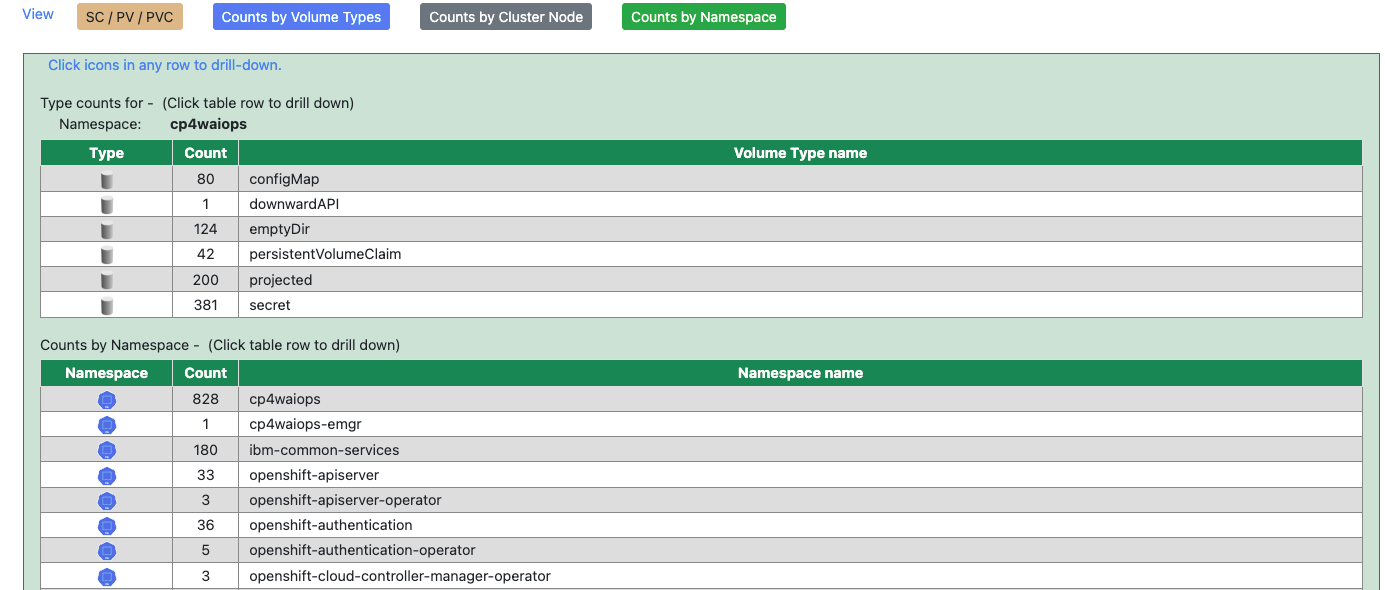 View SC / PV / PVC Counts by Volume Types Counts by Cluster Node Counts by Namespace
Click icons in any row to drill-down.
Type counts for - (Click table row to drill down)
Namespace: cp4waiops
Type Count Volume Type name
80 configMap
1 downwardAPI
124 emptyDir
42 persistentVolumeClaim
200 projected
381 secret
Counts by Namespace - (Click table row to drill down)
Namespace Count Namespace name
828 cp4waiops
1 cp4waiops-emgr
180 ibm-common-services
33 openshift-apiserver
3 openshift-apiserver-operator
36 openshift-authentication
5 openshift-authentication-operator
3 openshift-cloud-controller-manager-operator